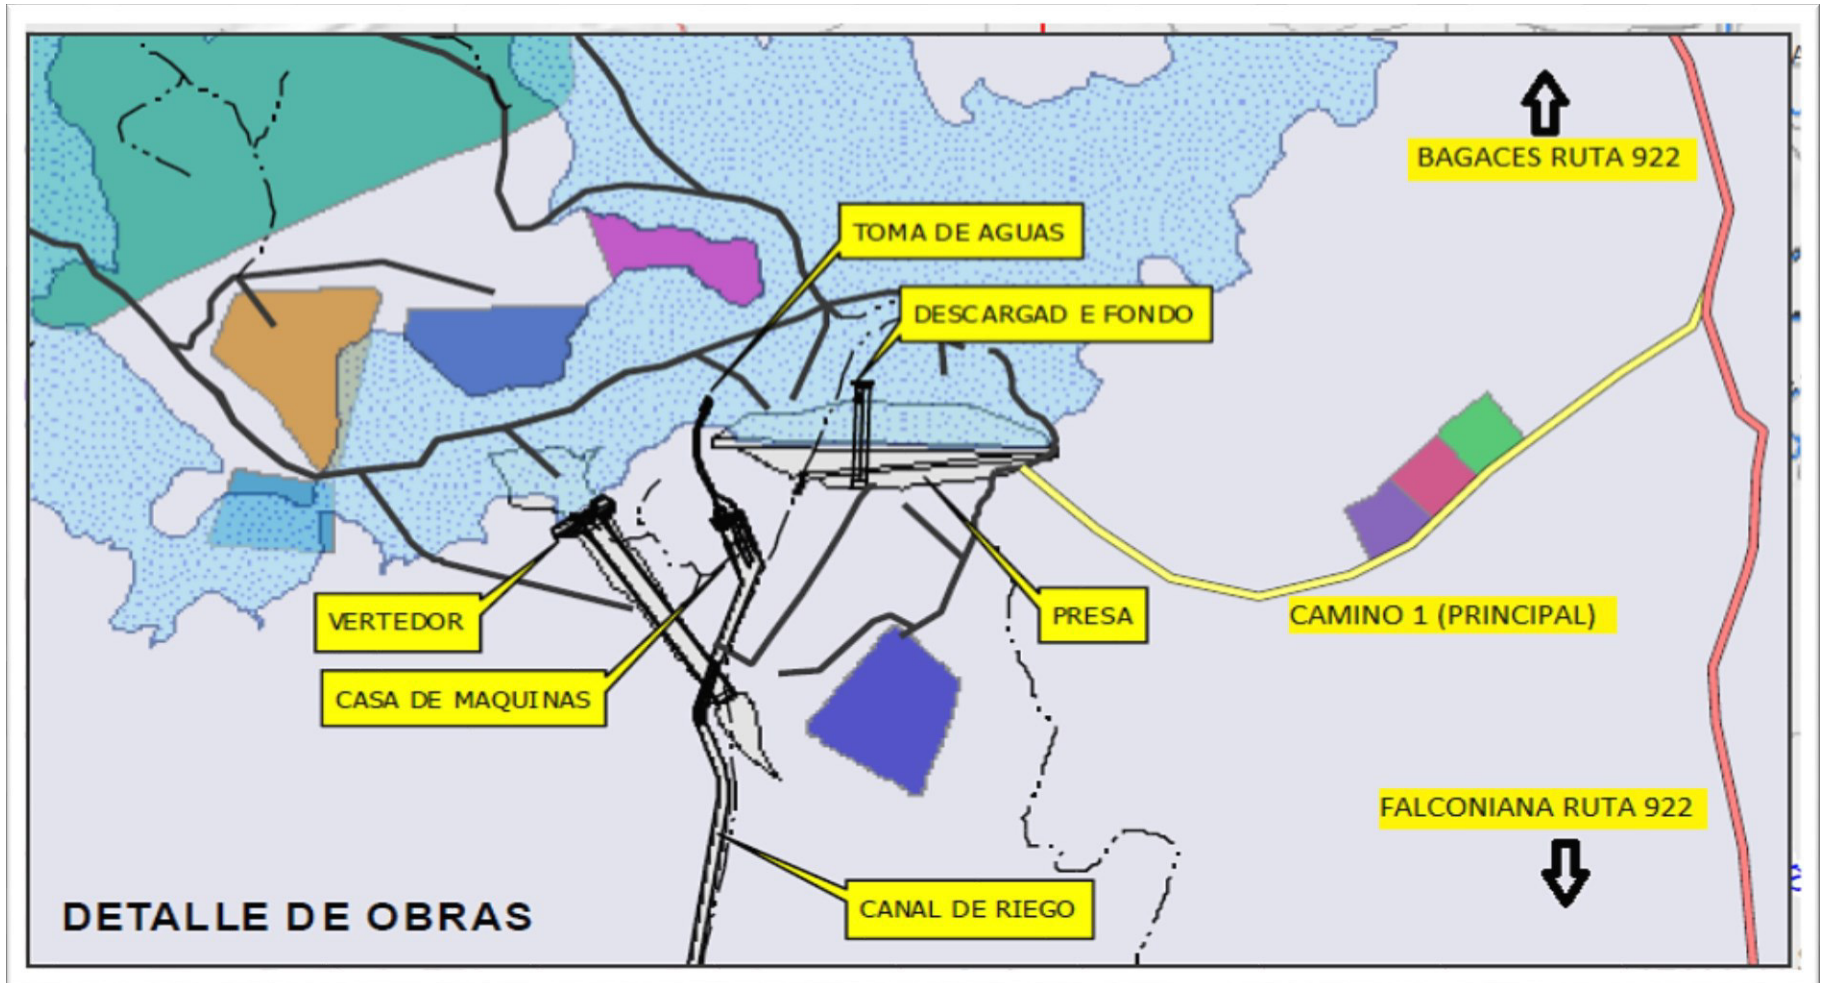 BAGACES RUTA 922
TOMA DE AGUAS
DESCARGAD E FONDO
VERTEDOR
PRESA
CAMINO 1 (PRINCIPAL)
CASA DE MAQUINAS
FALCONIANA RUTA 922
CANAL DE RIEGO
DETALLE DE OBRAS